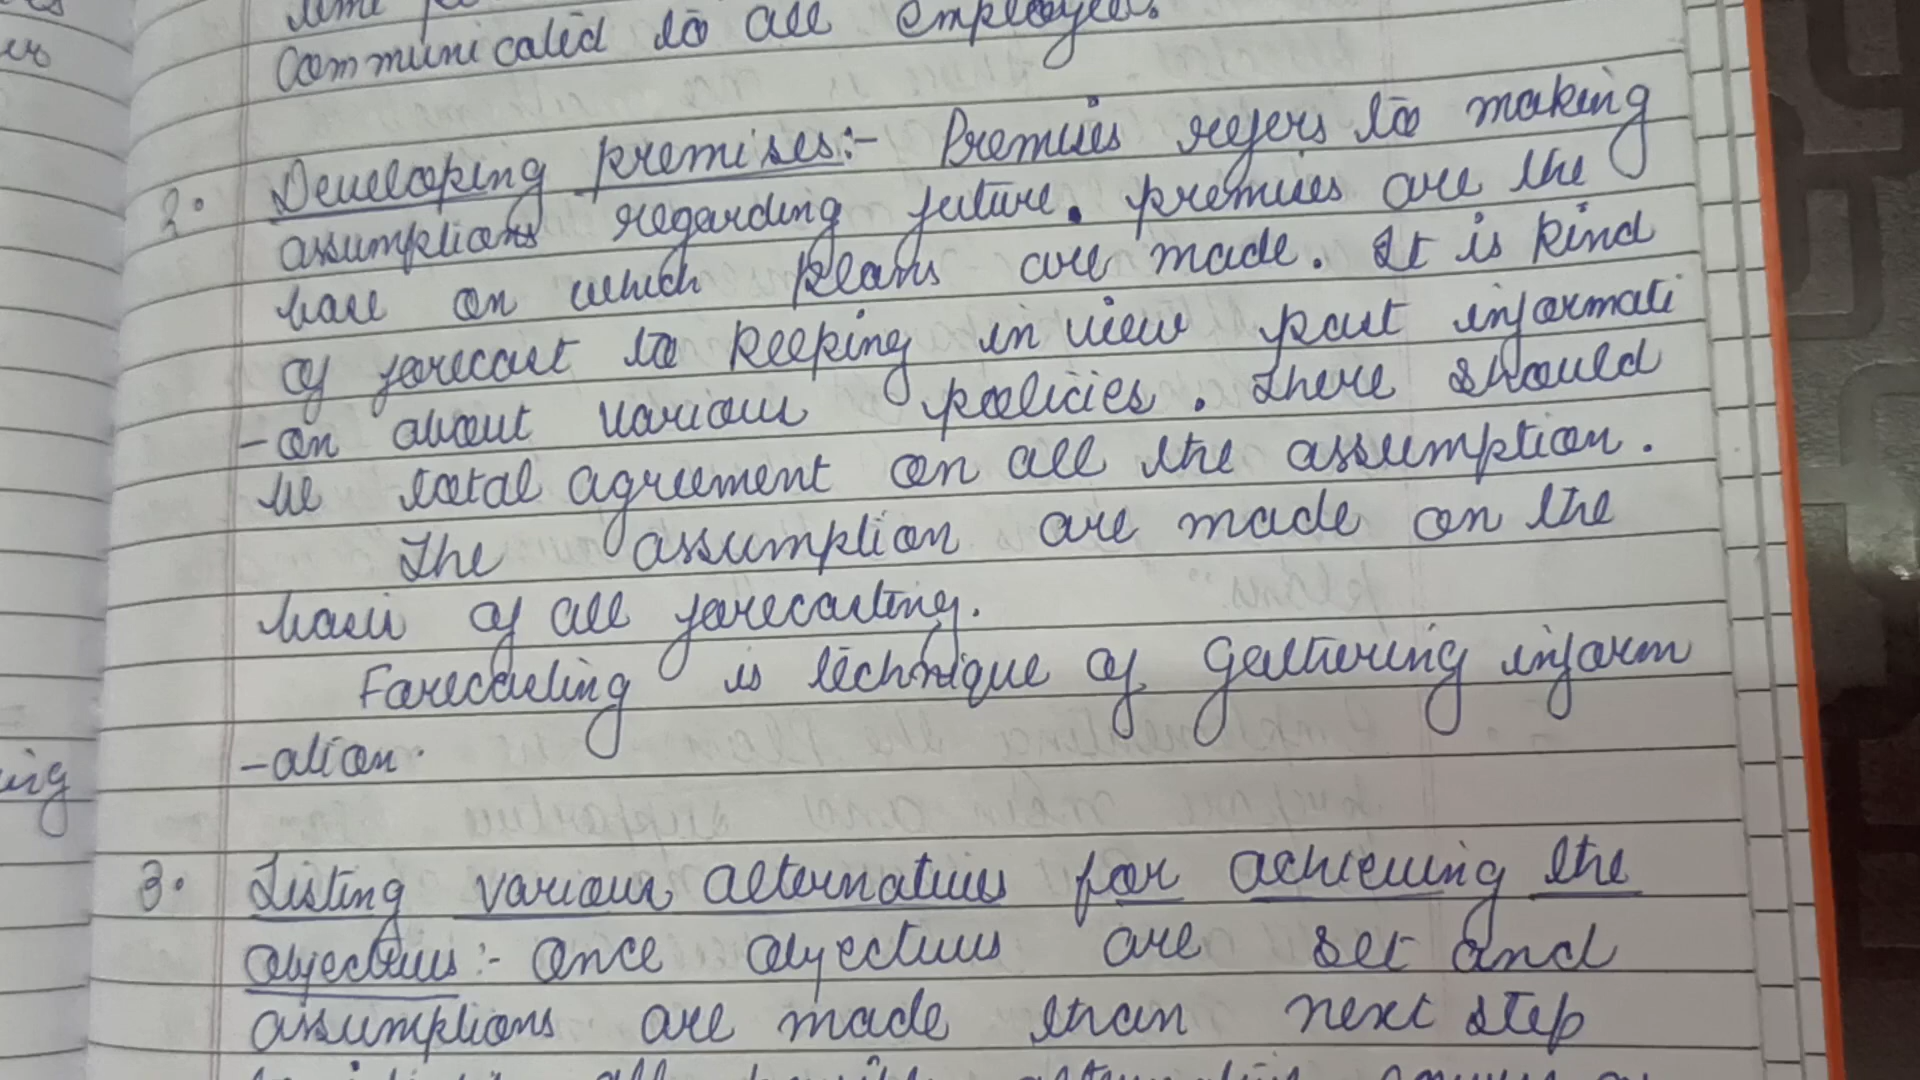 time
communicated to all employees.
2. Developing premises:- Premises refers to making
assumptions regarding future. premises are the
base on which plans are made. It is kind
of forecast to keeping in view past informati
-on about various policies. There should
be total agreement on all the assumption.
The assumption are made on the
basis of all forecasting.
Forecasting is technique of gathering inform
-ation.
3. Listing various alternatives for achieving the
objectives:- once objectives are set and
assumptions are made than next step
all
ing